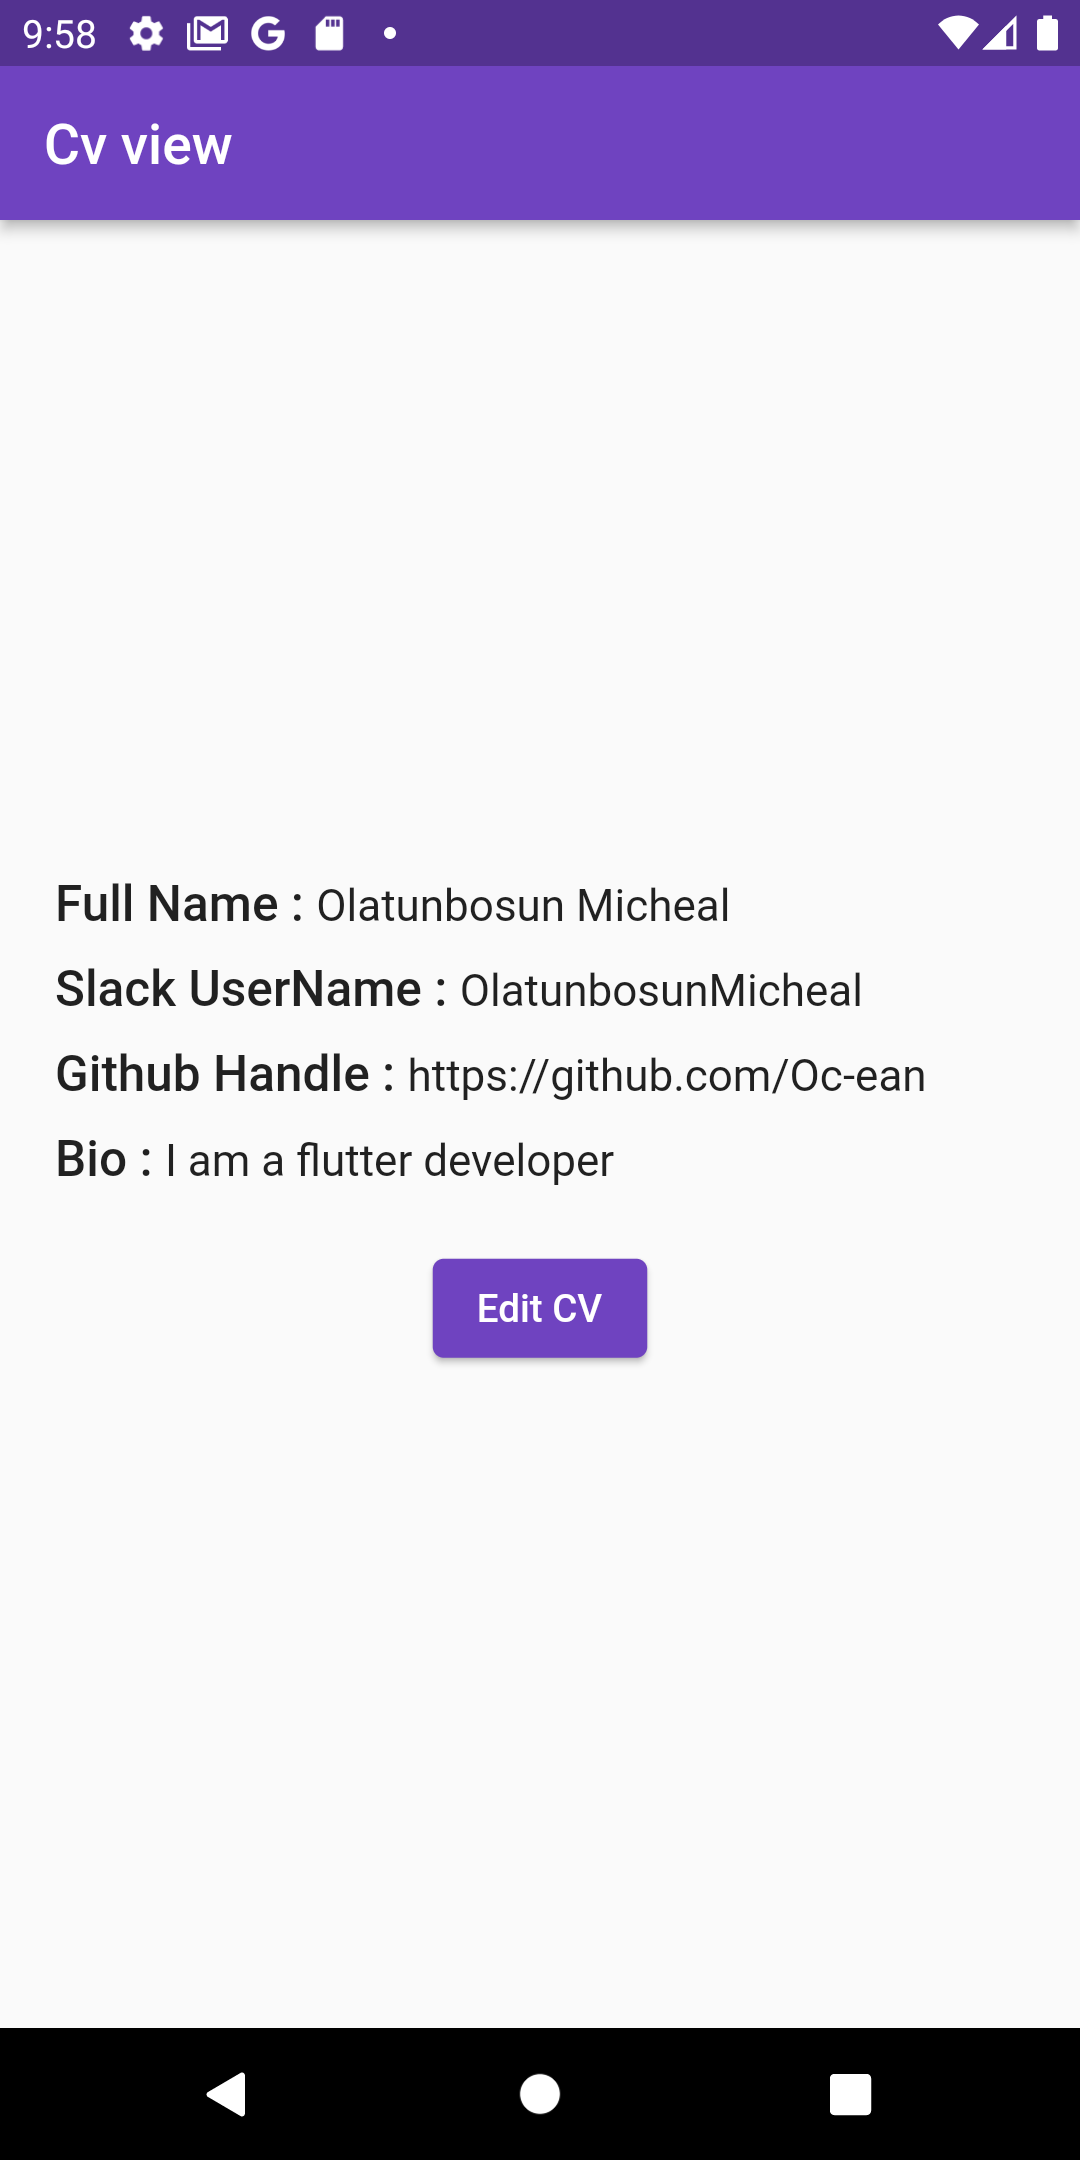 9:58
Cv view
Full Name : Olatunbosun Micheal
Slack UserName : OlatunbosunMicheal
Github Handle : https://github.com/Oc-ean
Bio : I am a flutter developer
Edit CV